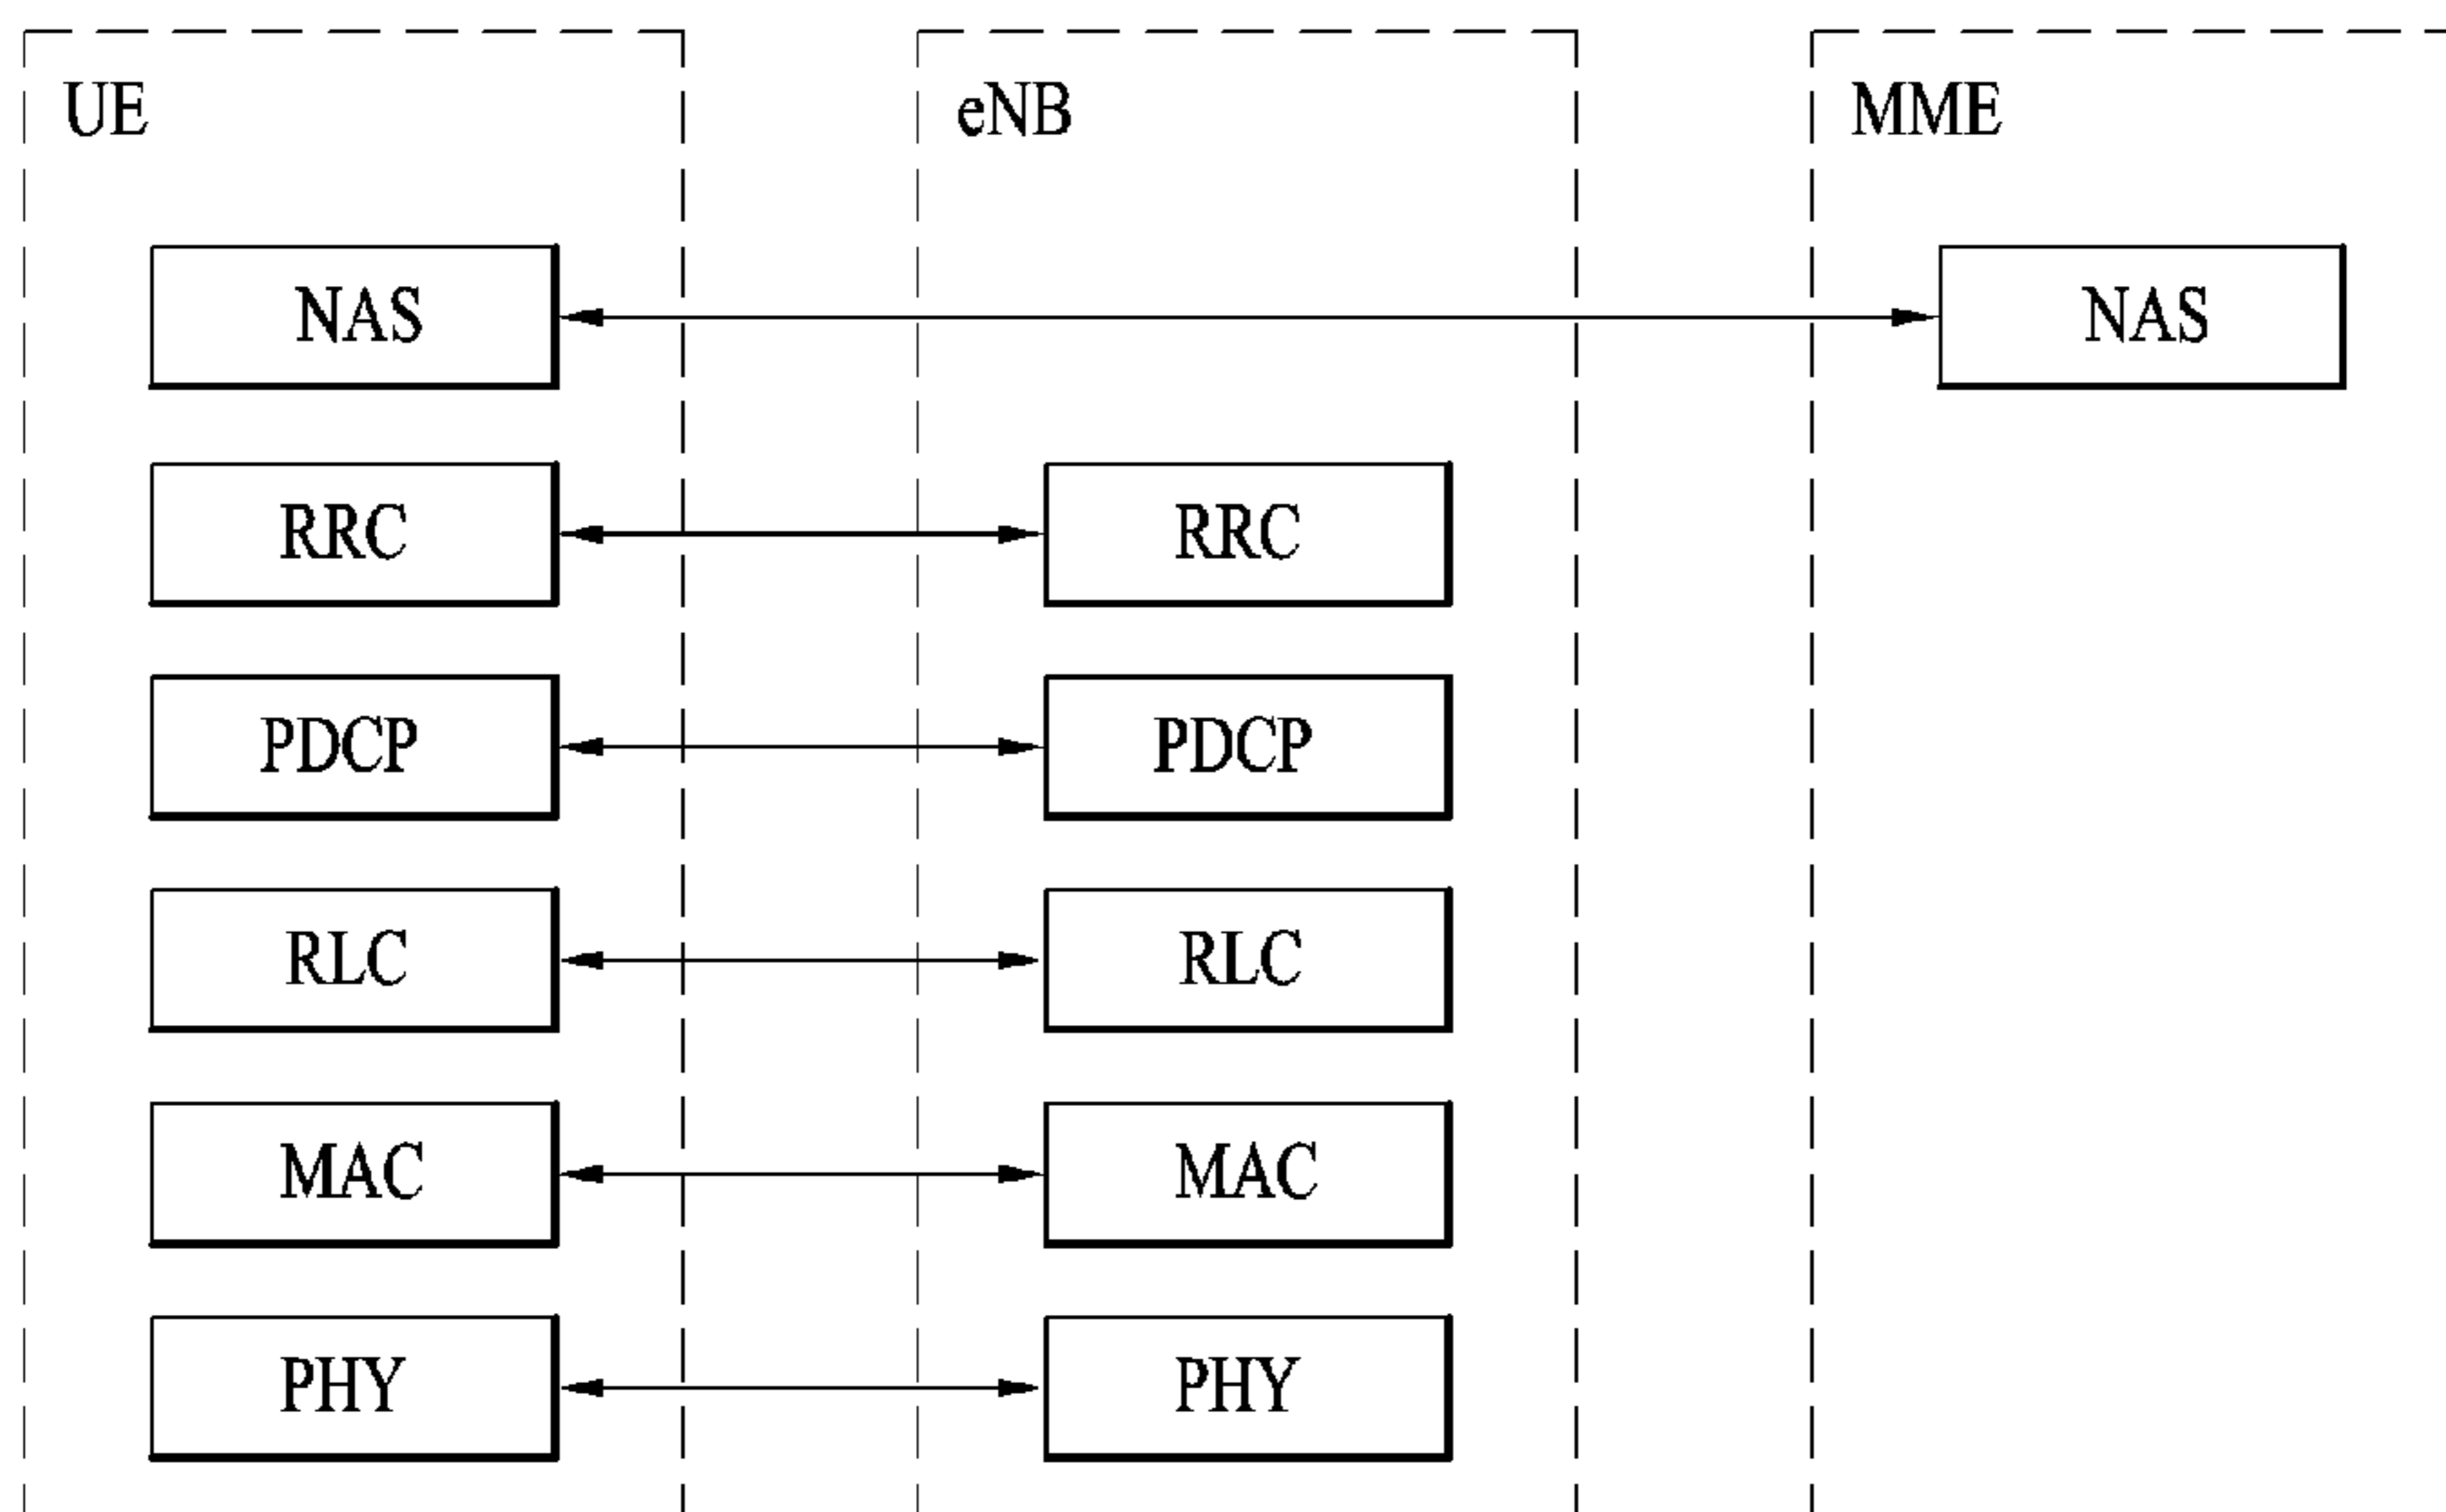 UE eNB MME
NAS NAS
RRC RRC
PDCP PDCP
RLC RLC
MAC MAC
PHY PHY